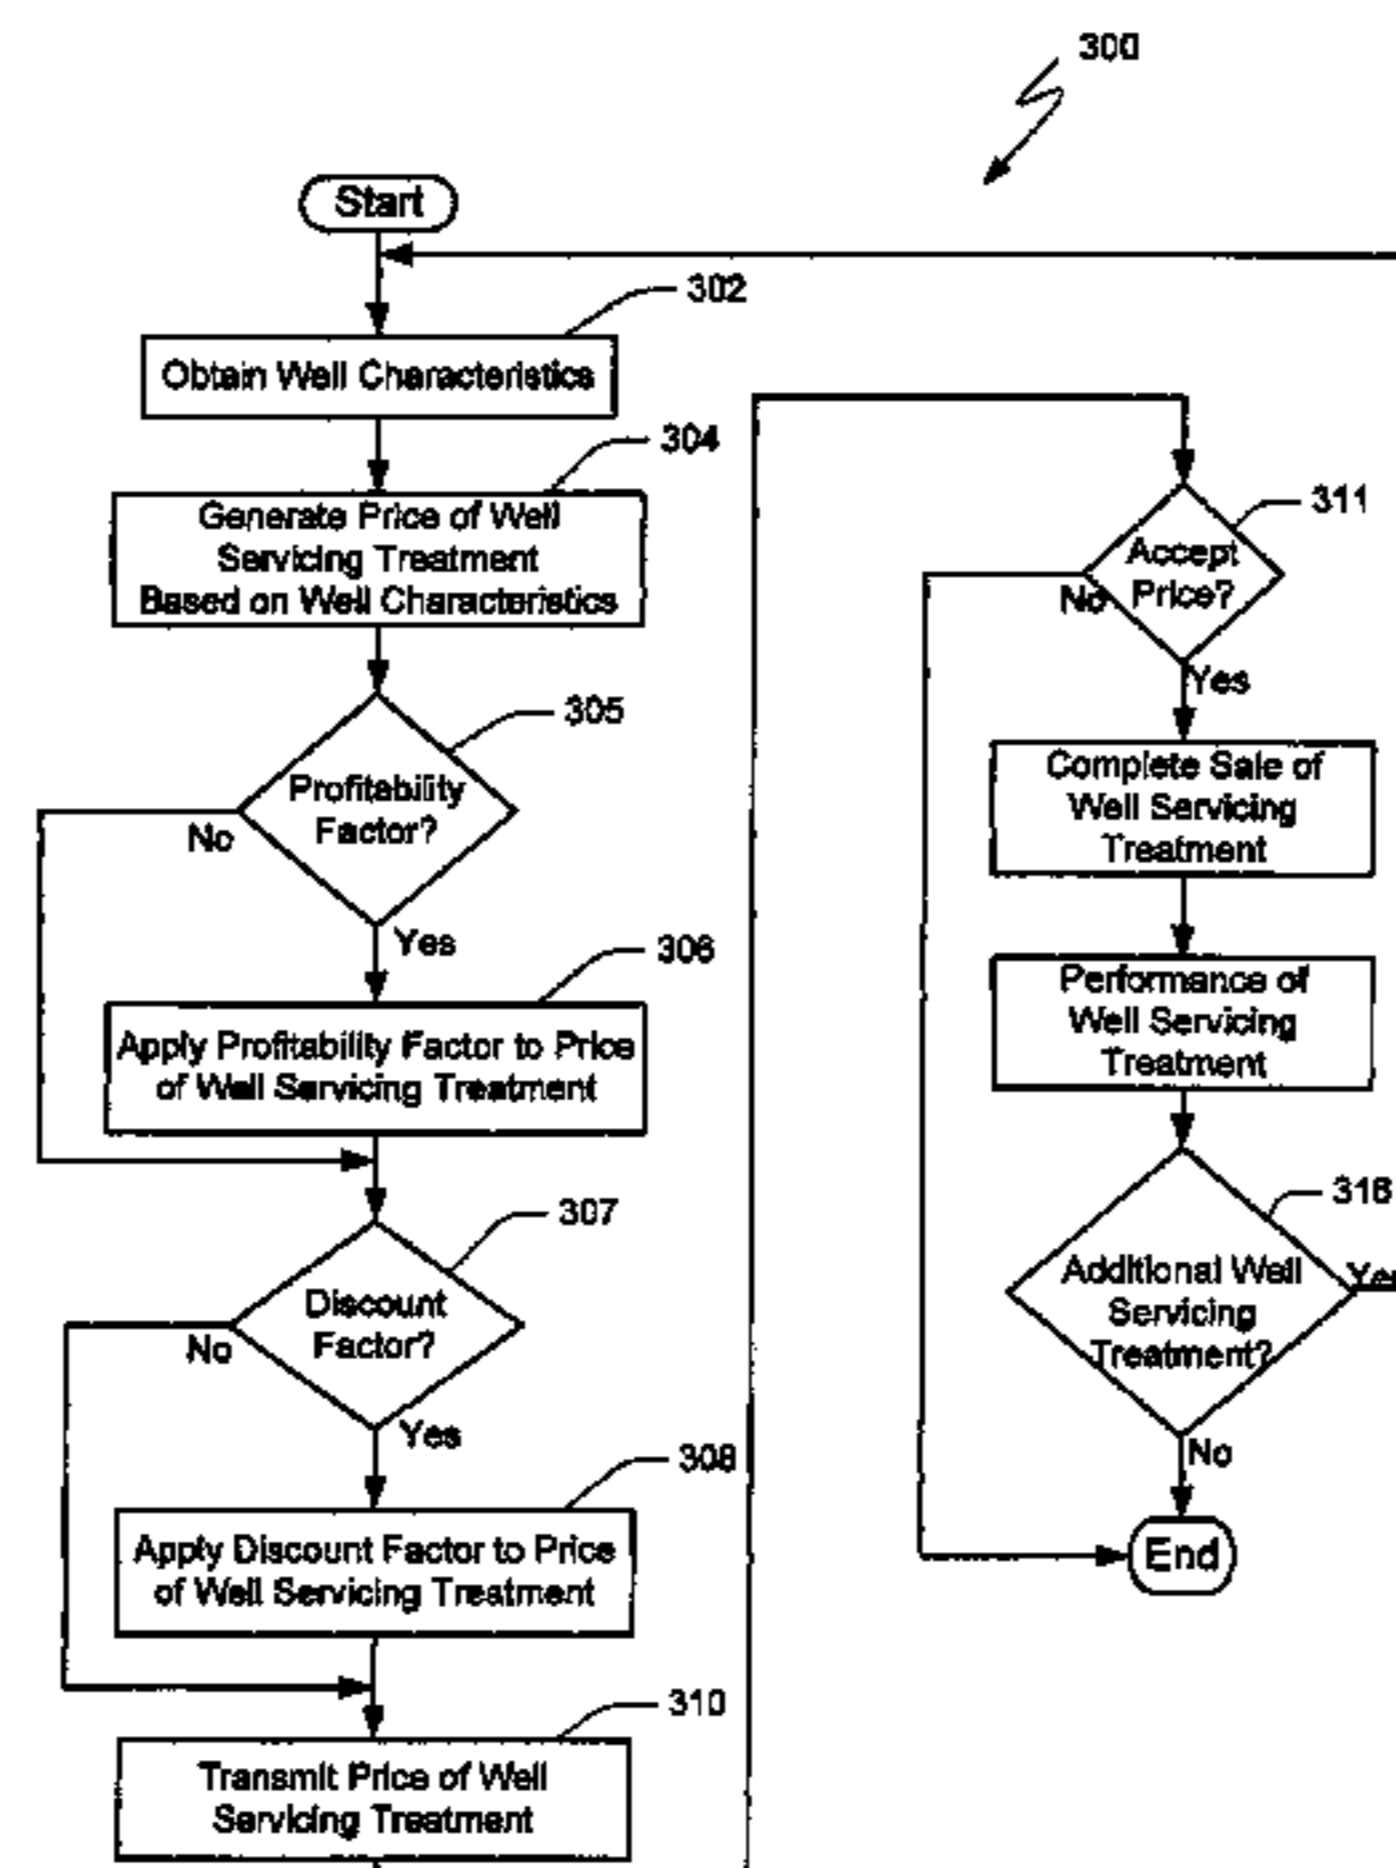 300
Start
302
Obtain Well Characteristics
304
Generate Price of Well
Servicing Treatment
Based on Well Characteristics
305
Profitability
Factor?
No
Yes
306
Apply Profitability Factor to Price
of Well Servicing Treatment
307
Discount
Factor?
No
Yes
308
Apply Discount Factor to Price
of Well Servicing Treatment
310
Transmit Price of Well
Servicing Treatment
311
Accept
Price?
No
Yes
Complete Sale of
Well Servicing
Treatment
Performance of
Well Servicing
Treatment
316
Additional Well
Servicing
Treatment?
Yes
No
End